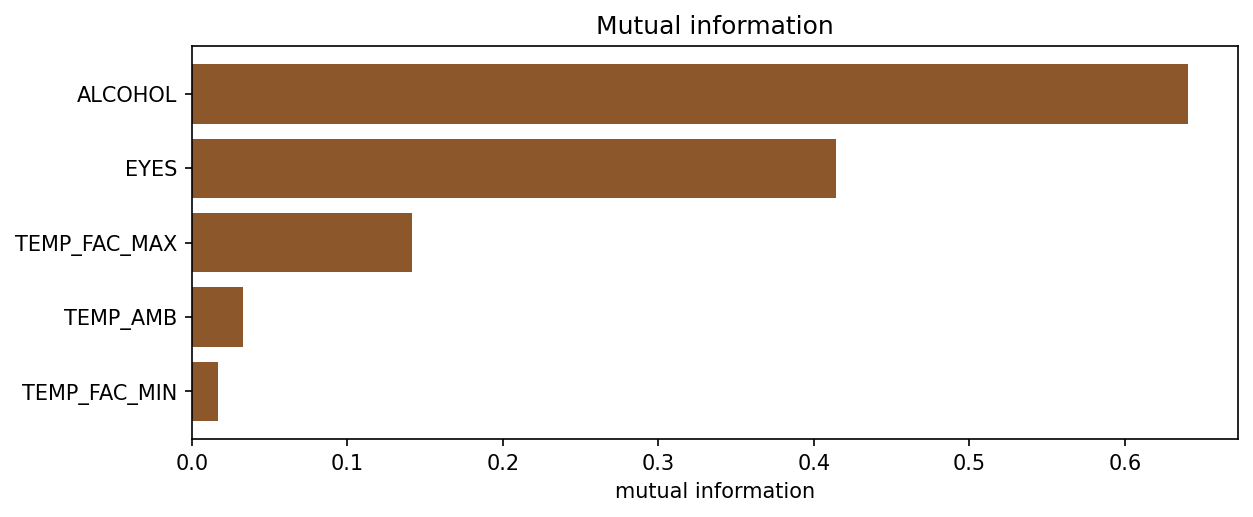 Mutual information
ALCOHOL
EYES
TEMP_FAC_MAX
TEMP_AMB
TEMP_FAC_MIN
0.0 0.1 0.2 0.3 0.4 0.5 0.6
mutual information